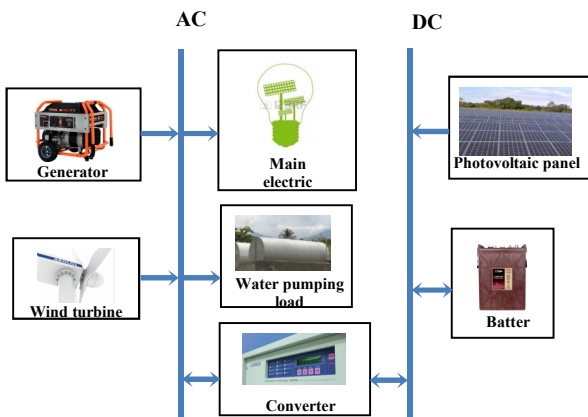 AC
DC
Generator
Main
electric
Photovoltaic panel
Wind turbine
Water pumping
load
Batter
Converter